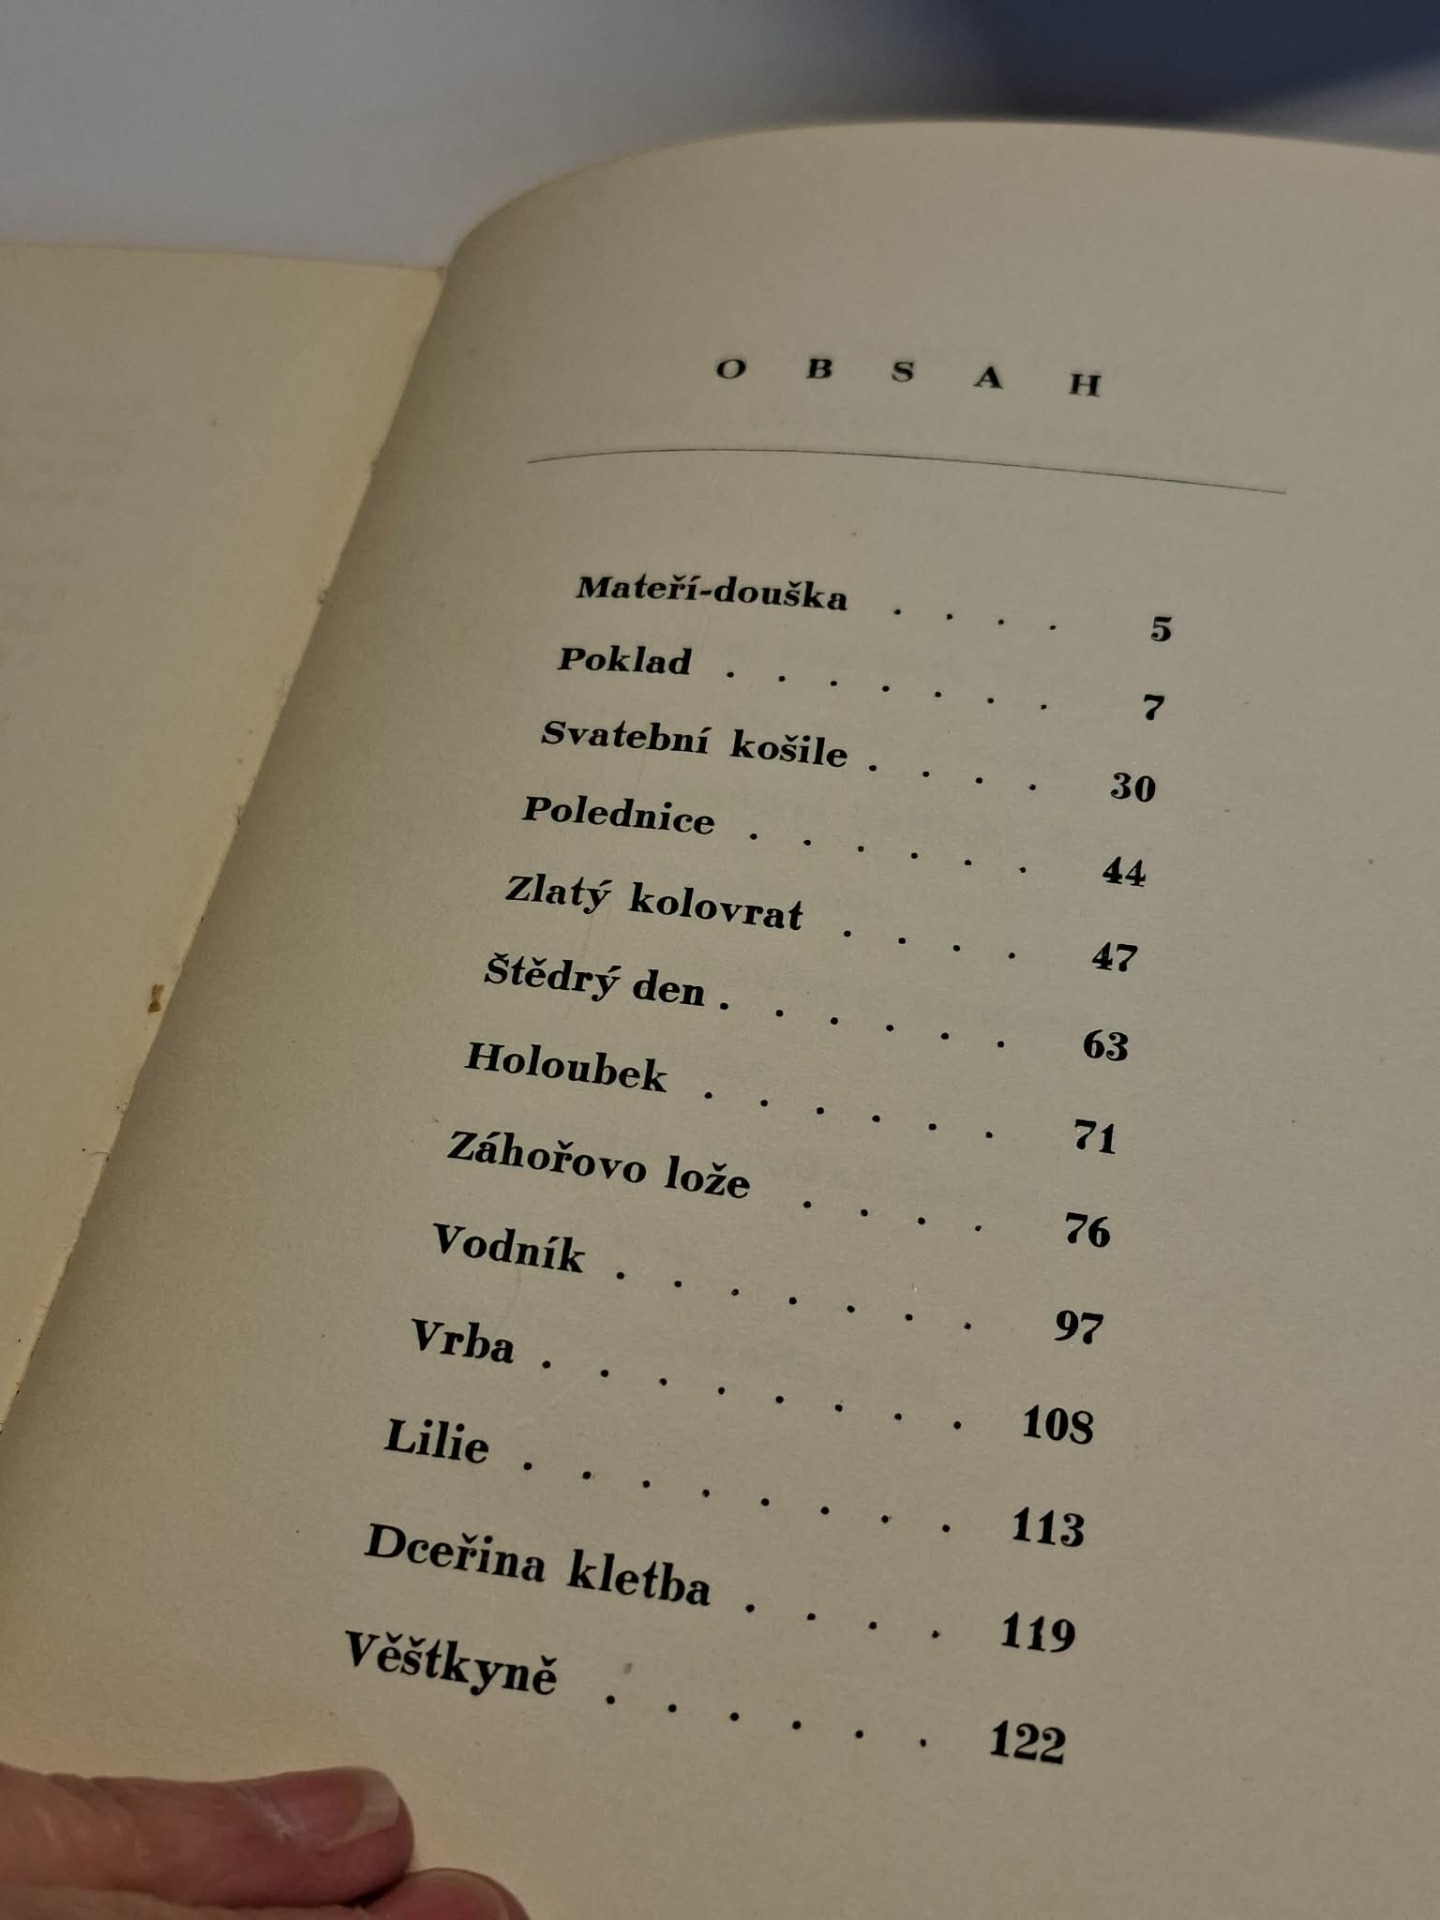 OBSAH
Mateří-douška . . . . 5
Poklad . . . . . . . 7
Svatební košile . . . . 30
Polednice . . . . . . 44
Zlatý kolovrat . . . . 47
Štědrý den . . . . . . 63
Holoubek . . . . . . 71
Záhořovo lože . . . . 76
Vodník . . . . . . . 97
Vrba . . . . . . . . 108
Lilie . . . . . . . . 113
Dceřina kletba . . . . 119
Věštkyně . . . . . . 122